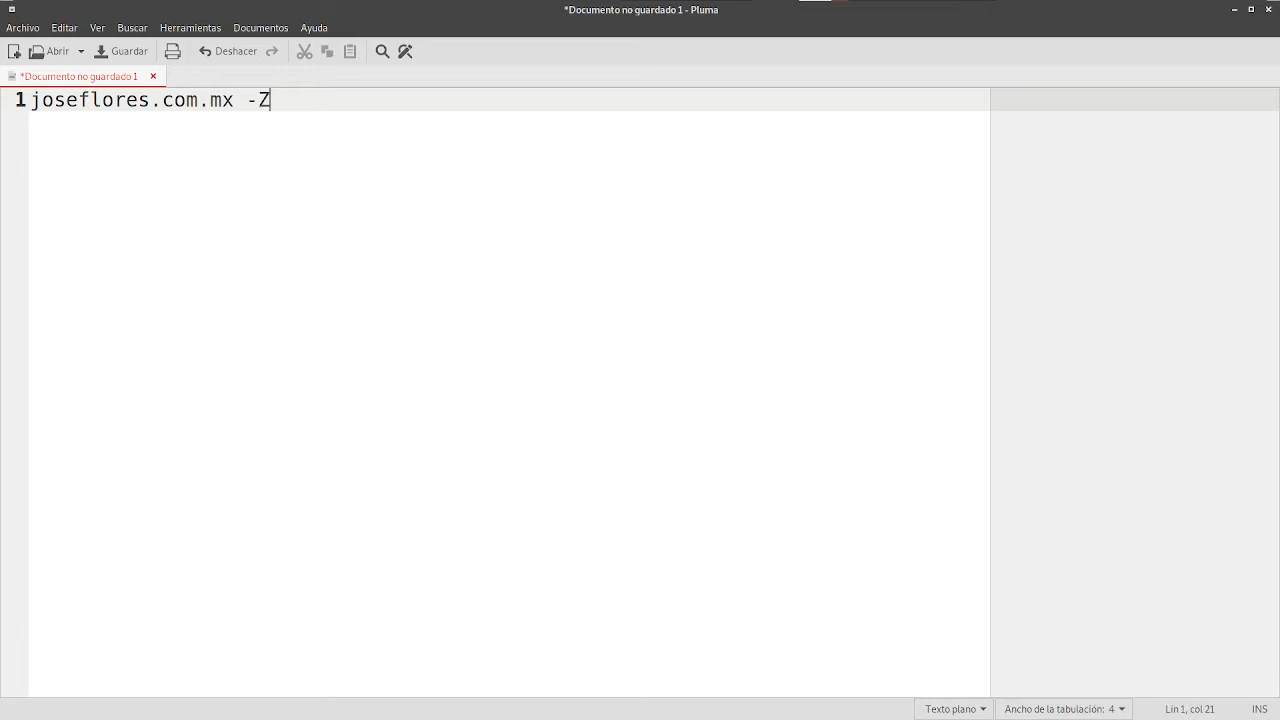 *Documento no guardado 1 - Pluma
Archivo Editar Ver Buscar Herramientas Documentos Ayuda
Abrir Guardar Deshacer
*Documento no guardado 1
1 joseflores.com.mx -Z
Texto plano Ancho de la tabulación: 4 Lín 1, col 21 INS